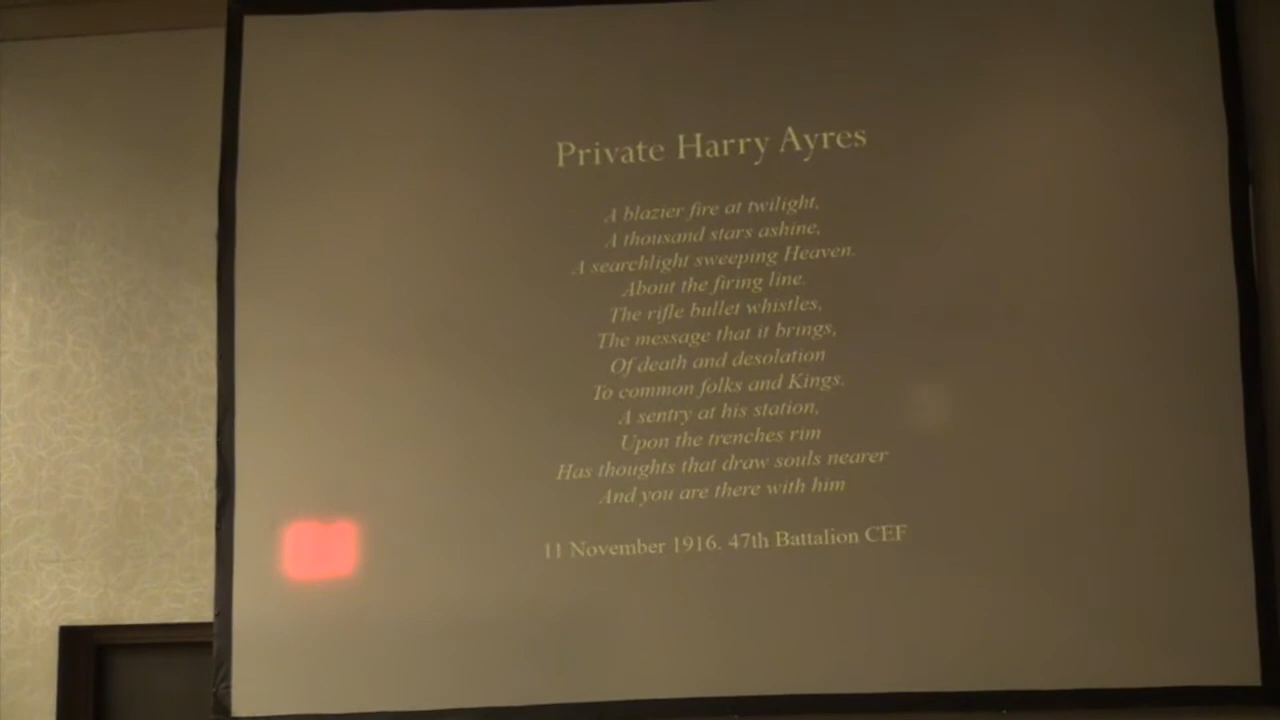 Private Harry Ayres
A blazier fire at twilight,
A thousand stars ashine,
A searchlight sweeping Heaven.
About the firing line.
The rifle bullet whistles,
The message that it brings,
Of death and desolation
To common folks and Kings.
A sentry at his station,
Upon the trenches rim
Has thoughts that draw souls nearer
And you are there with him
11 November 1916. 47th Battalion CEF